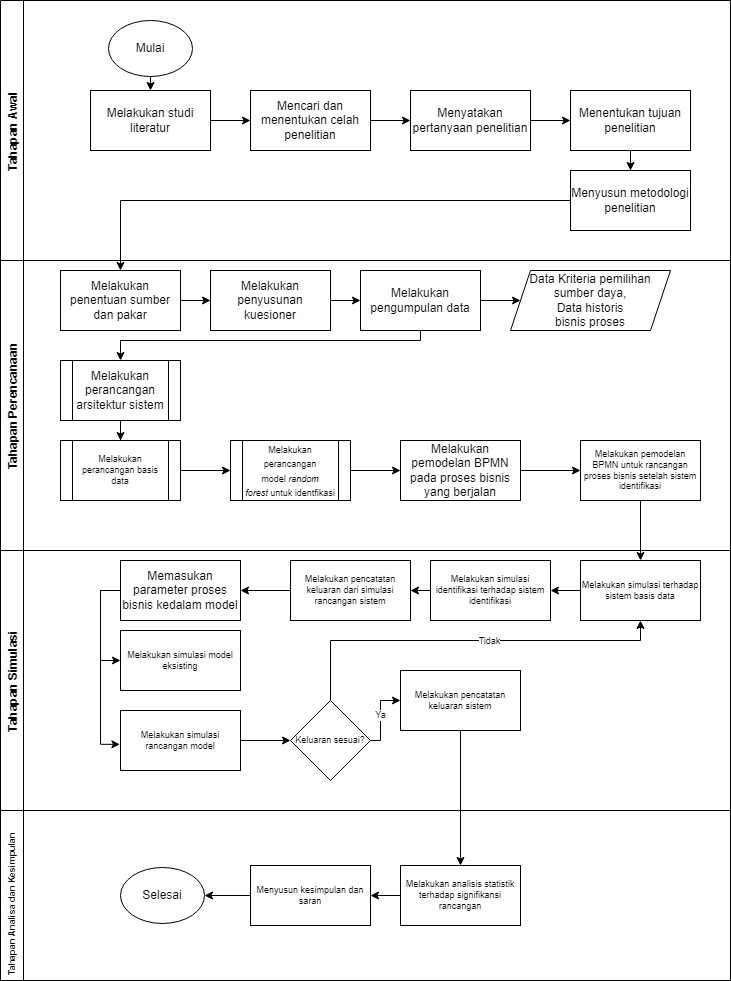 Tahapan Awal
Mulai
Melakukan studi
literatur
Mencari dan
menentukan celah
penelitian
Menyatakan
pertanyaan penelitian
Menentukan tujuan
penelitian
Menyusun metodologi
penelitian
Tahapan Perencanaan
Melakukan
penentuan sumber
dan pakar
Melakukan
penyusunan
kuesioner
Melakukan
pengumpulan data
Data Kriteria pemilihan
sumber daya,
Data historis
bisnis proses
Melakukan
perancangan
arsitektur sistem
Melakukan
perancangan basis
data
Melakukan
perancangan
model random
forest untuk identfikasi
Melakukan
pemodelan BPMN
pada proses bisnis
yang berjalan
Melakukan pemodelan
BPMN untuk rancangan
proses bisnis setelah sistem
identifikasi
Tahapan Simulasi
Melakukan simulasi terhadap
sistem basis data
Melakukan simulasi
identifikasi terhadap sistem
identifikasi
Melakukan pencatatan
keluaran dari simulasi
rancangan sistem
Memasukan
parameter proses
bisnis kedalam model
Melakukan simulasi model
eksisting
Melakukan simulasi
rancangan model
Keluaran sesuai?
Tidak
Ya
Melakukan pencatatan
keluaran sistem
Tahapan Analisa dan Kesimpulan
Melakukan analisis statistik
terhadap signifikansi
rancangan
Menyusun kesimpulan dan
saran
Selesai